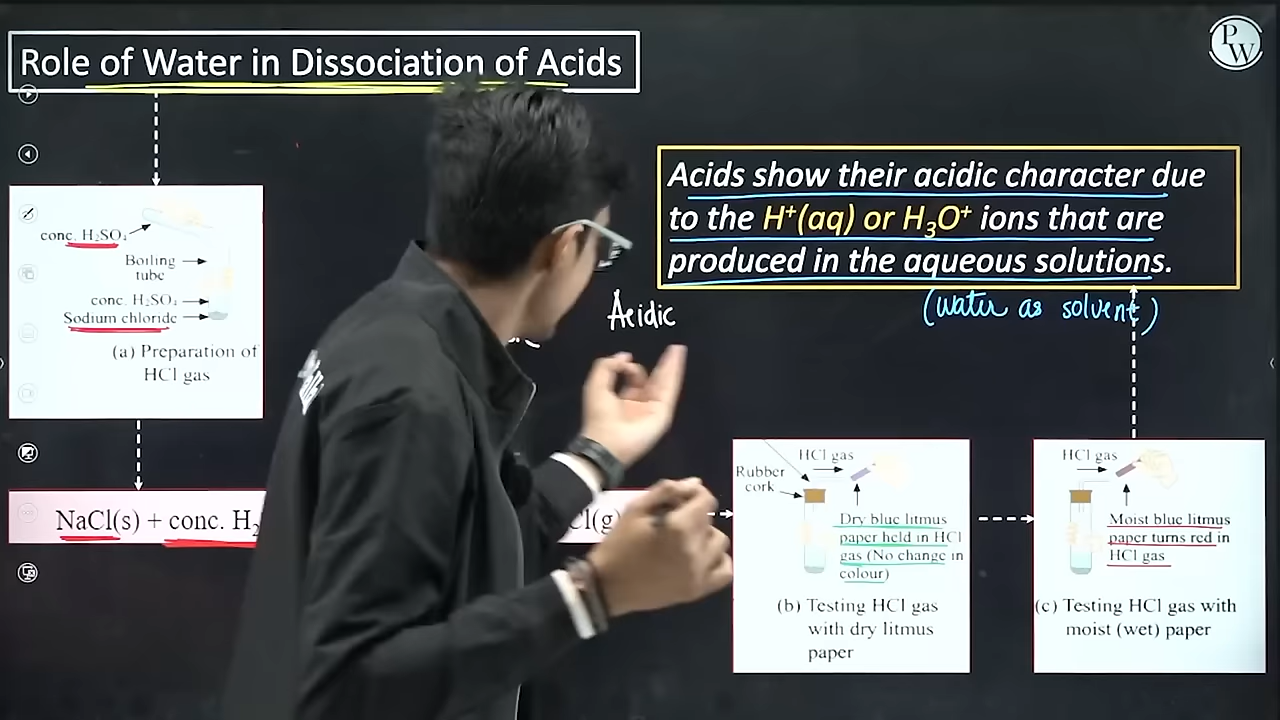 Role of Water in Dissociation of Acids
PW
Acids show their acidic character due
to the H⁺(aq) or H₃O⁺ ions that are
produced in the aqueous solutions.
(water as solvent)
Acidic
conc. H₂SO₄
Boiling
tube
conc. H₂SO₄
Sodium chloride
(a) Preparation of
HCl gas
NaCl(s) + conc. H₂
Cl(g)
HCl gas
Rubber
cork
Dry blue litmus
paper held in HCl
gas (No change in
colour)
(b) Testing HCl gas
with dry litmus
paper
HCl gas
Moist blue litmus
paper turns red in
HCl gas
(c) Testing HCl gas with
moist (wet) paper